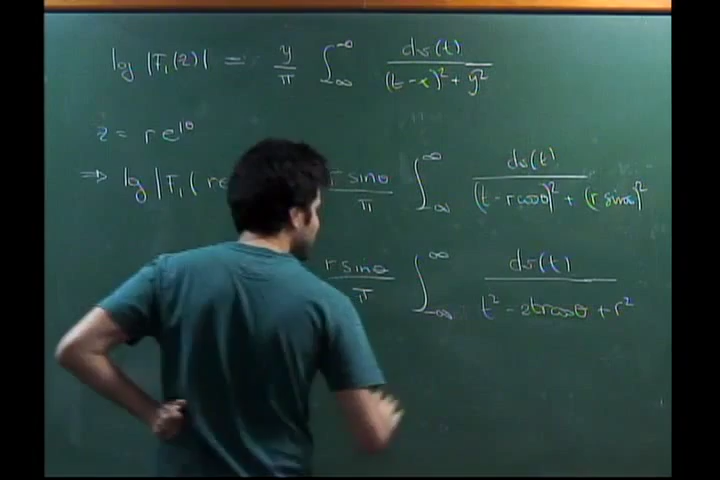 log |F₁(z)| = y/π ∫_{-∞}^{∞} dσ(t) / ((t - x)² + y²)
z = r e^{iθ}
⇒ log |F₁(re r sinθ/π ∫_{-∞}^{∞} dσ(t) / ((t - r cosθ)² + (r sinθ)²)
r sinθ/π ∫_{-∞}^{∞} dσ(t) / (t² - 2tr cosθ + r²)